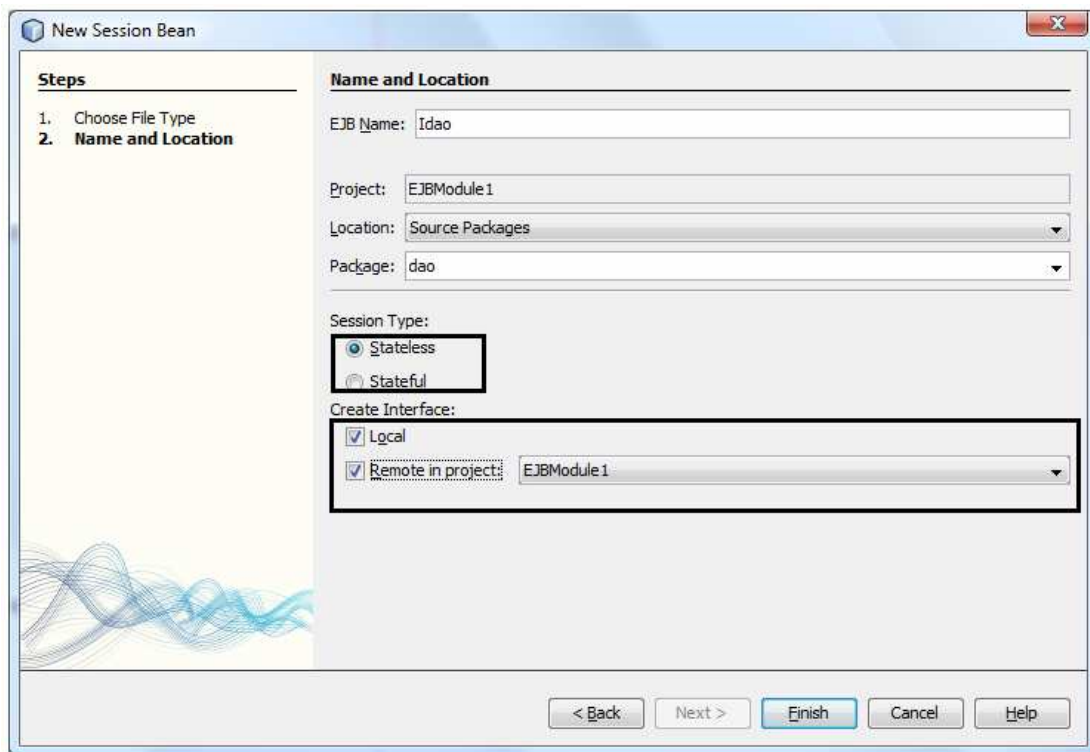 New Session Bean
Steps
1. Choose File Type
2. Name and Location
Name and Location
EJB Name: Idao
Project: EJBModule1
Location: Source Packages
Package: dao
Session Type:
Stateless
Stateful
Create Interface:
Local
Remote in project: EJBModule1
< Back Next > Finish Cancel Help